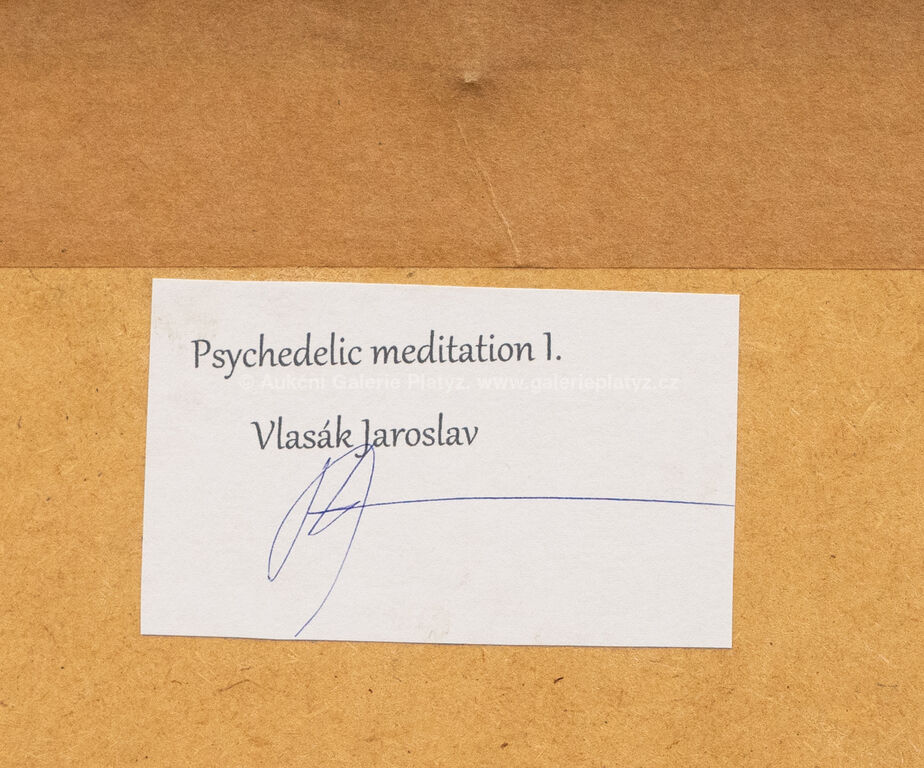 Psychedelic meditation I.
© Aukční Galerie Platyz. www.galerieplatyz.cz
Vlasák Jaroslav